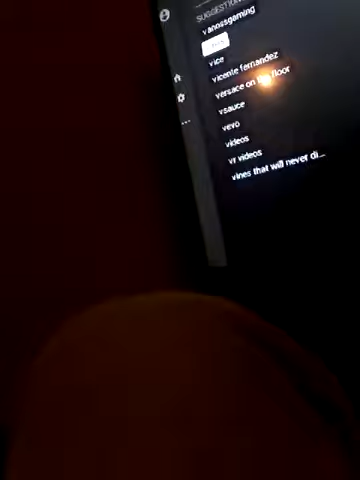 SUGGESTIONS
vanossgaming
vice
vicente fernandez
versace on the floor
vsauce
vevo
videos
vr videos
vines that will never di...